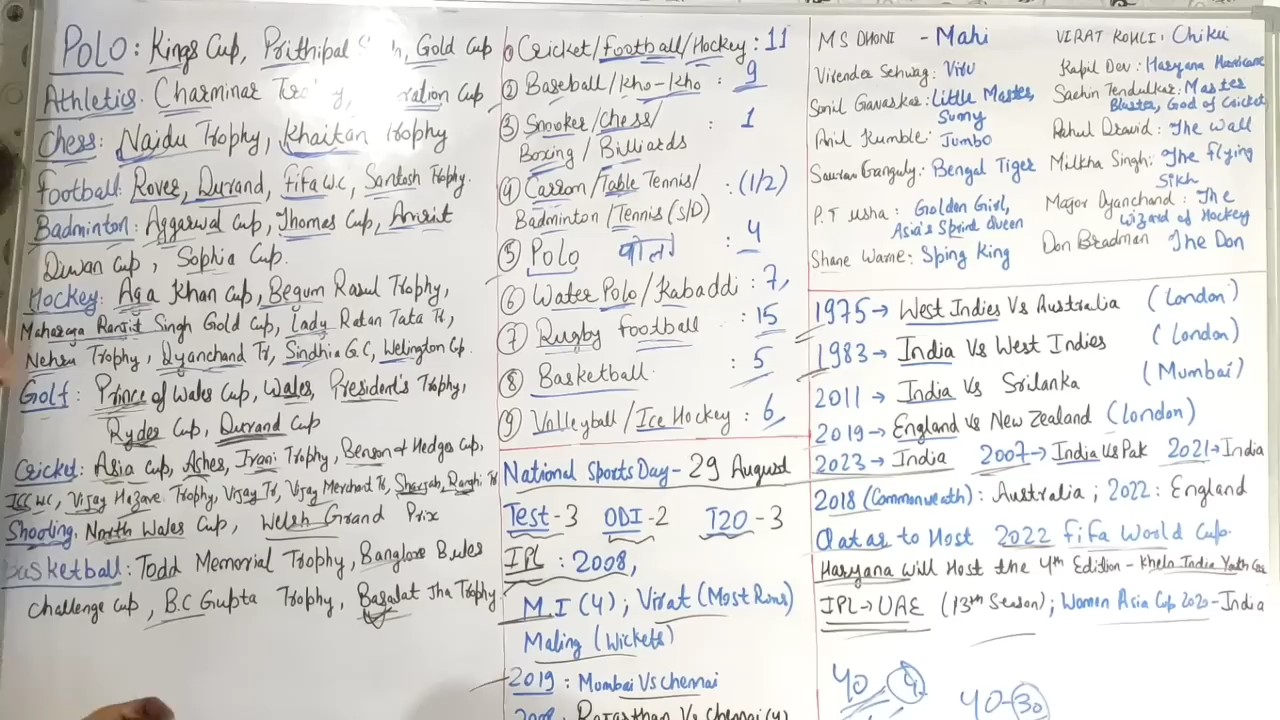 POLO: Kings Cup, Prithipal Gold Cup
Athletics: Charminar Cup
Chess: Naidu Trophy, Khaitan Trophy
Football: Rover, Durand, FiFa W.C, Santosh Trophy.
Badminton: Aggarwal Cup, Thomas Cup, Amrit
Diwan Cup, Sophia Cup.
Hockey: Aga Khan Cup, Begum Rasul Trophy,
Maharaja Ranjit Singh Gold Cup, Lady Ratan Tata Tr,
Nehru Trophy, Dyanchand Tr, Sindhia G.C, Welington Cp.
Golf: Prince of Wales Cup, Wales, President's Trophy,
Ryder Cup, Durand Cup
Cricket: Asia Cup, Ashes, Irani Trophy, Benson & Hedges Cup,
ICC WC, Vijay Hazare Trophy, Vijay Tr, Vijay Merchant Tr, Sharjah, Ranghi Tr
Shooting: North Wales Cup, Welsh Grand Prix
Basketball: Todd Memorial Trophy, Banglore Bules
Challenge Cup, B.C Gupta Trophy, Basalat Jha Trophy
① Cricket/Football/Hockey: 11
② Baseball/Kho-Kho : 9
③ Snooker/Chess/ : 1
Boxing / Billiards
④ Carrom/Table Tennis/ : (1/2)
Badminton/Tennis (S/D)
⑤ Polo पोलो : 4
⑥ Water Polo/Kabaddi : 7,
⑦ Rugby Football : 15
⑧ Basketball : 5
⑨ Volleyball/Ice Hockey : 6
National Sports Day - 29 August
Test-3 ODI-2 T20-3
IPL : 2008,
M.I (4); Virat (Most Runs)
Maling (Wickets)
2019 : Mumbai Vs Chennai
2008 : Rajasthan Vs Chennai (4)
MS DHONI - Mahi
Virender Sehwag: Viru
Sunil Gavaskar: Little Master,
Sunny
Anil Kumble: Jumbo
Saurav Ganguly: Bengal Tiger
P.T Usha: Golden Girl,
Asia's Sprint Queen
Shane Warne: Sping King
VIRAT KOHLI: Chiku
Kapil Dev: Haryana Hurricane
Sachin Tendulkar: Master
Blaster, God of Cricket
Rahul Dravid: The Wall
Milkha Singh: The Flying
Sikh
Major Dyanchand: The
Wizard of Hockey
Don Bradman The Don
1975→ West Indies Vs Australia (London)
1983→ India Vs West Indies (London)
2011→ India Vs Srilanka (Mumbai)
2019→ England vs New Zealand (London)
2023→ India 2007→ India Vs Pak 2021→India
2018 (Commonweath): Australia; 2022: England
Qatar to Host 2022 FiFa World Cup.
Haryana will Host the 4th Edition - Khelo India Youth
IPL→UAE (13th Season); Women Asia Cup 2020-India
40
40-30